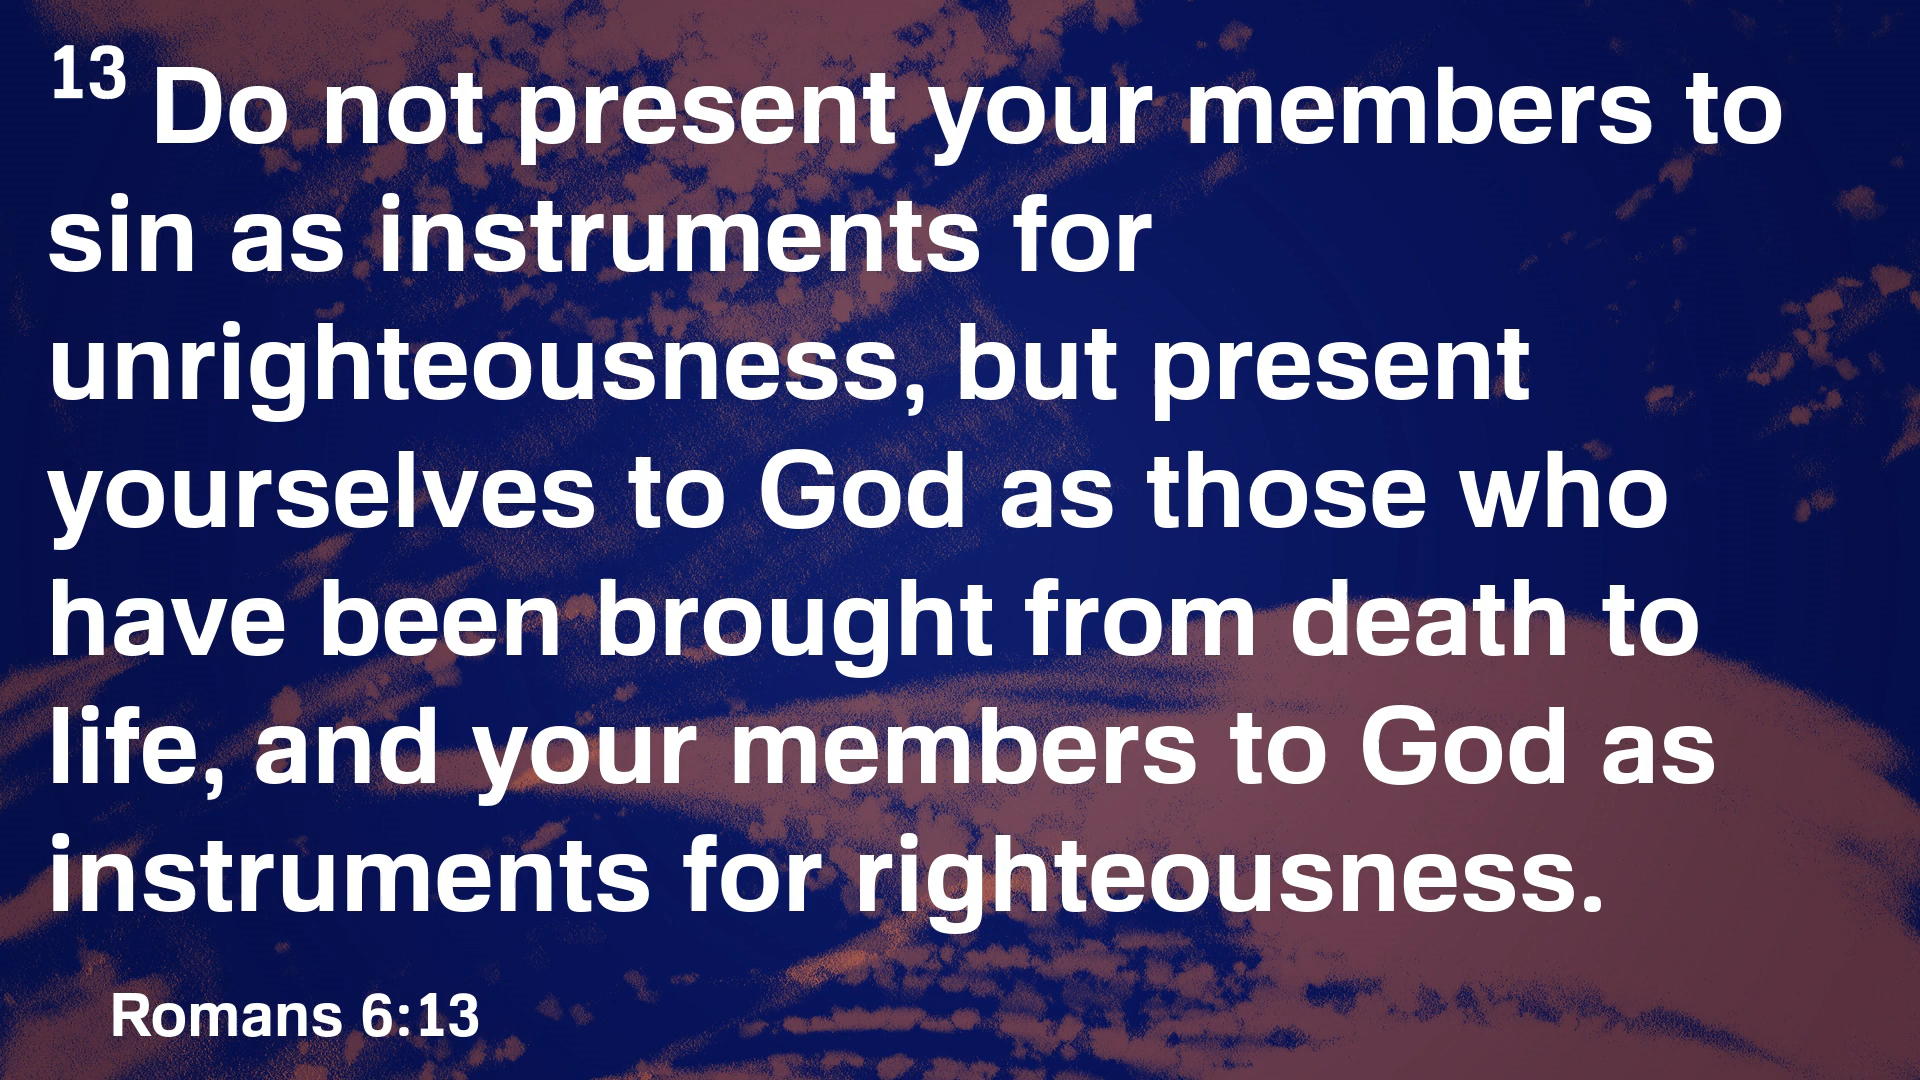 13 Do not present your members to
sin as instruments for
unrighteousness, but present
yourselves to God as those who
have been brought from death to
life, and your members to God as
instruments for righteousness.
Romans 6:13